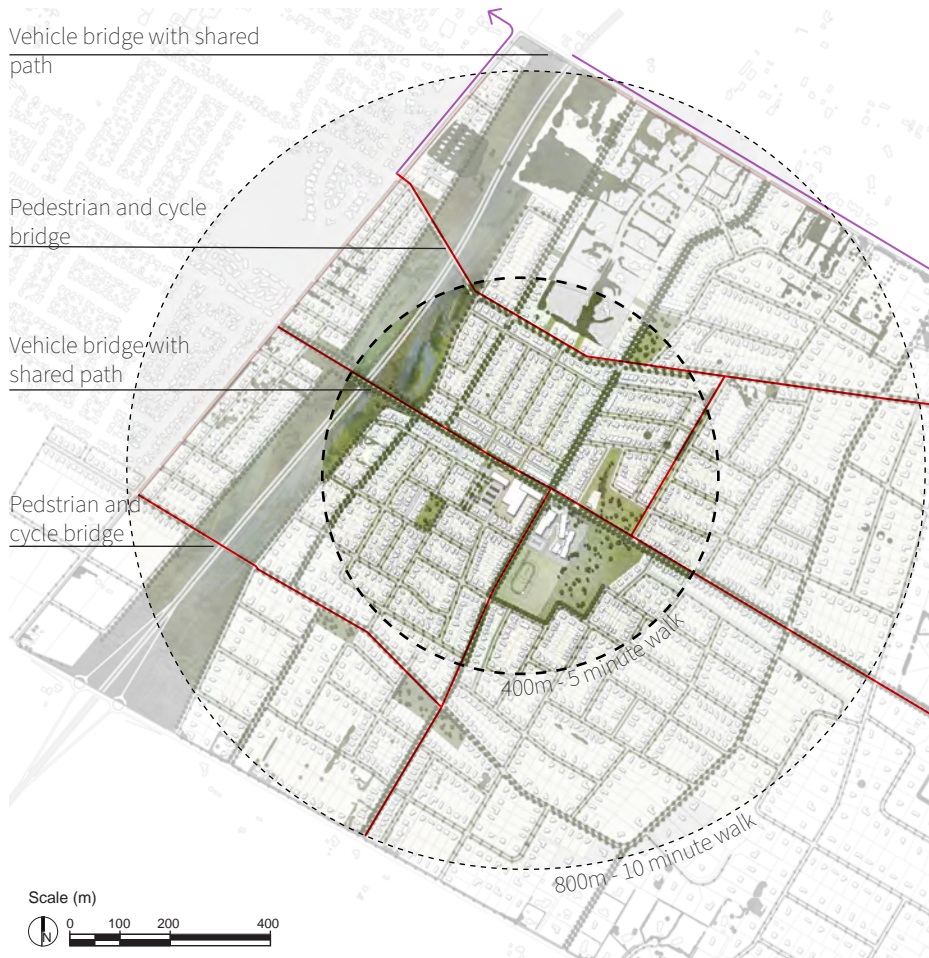 Vehicle bridge with shared
path
Pedestrian and cycle
bridge
Vehicle bridge with
shared path
Pedstrian and
cycle bridge
400m - 5 minute walk
800m - 10 minute walk
Scale (m)
N
0 100 200 400